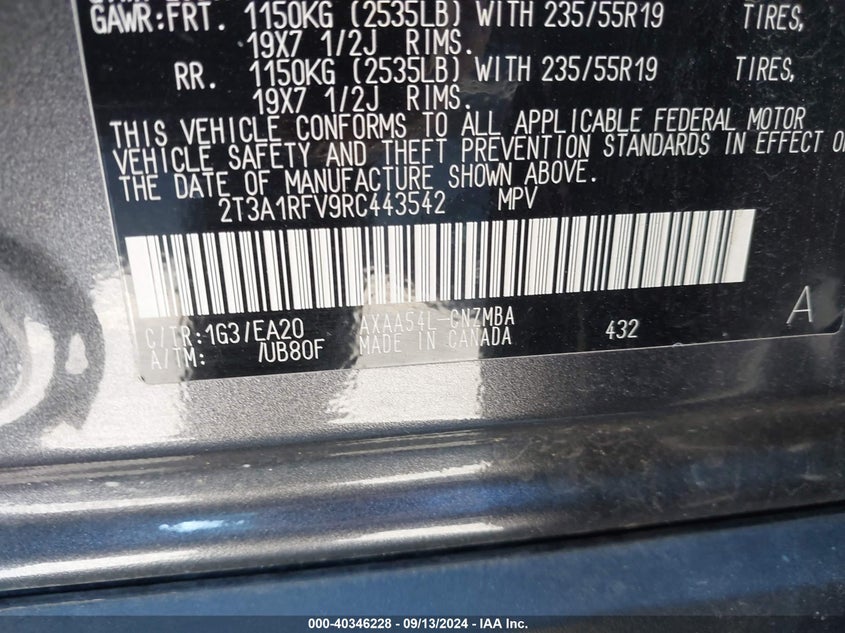 GAWR:FRT. 1150KG (2535LB) WITH 235/55R19 TIRES,
19X7 1/2J RIMS.
RR. 1150KG (2535LB) WITH 235/55R19 TIRES,
19X7 1/2J RIMS.
THIS VEHICLE CONFORMS TO ALL APPLICABLE FEDERAL MOTOR
VEHICLE SAFETY AND THEFT PREVENTION STANDARDS IN EFFECT
THE DATE OF MANUFACTURE SHOWN ABOVE.
2T3A1RFV9RC443542 MPV
C/TR:1G3/EA20 AXAA54L-CNZMBA 432 A
A/TM: /UB80F MADE IN CANADA
000-40346228 - 09/13/2024 - IAA Inc.